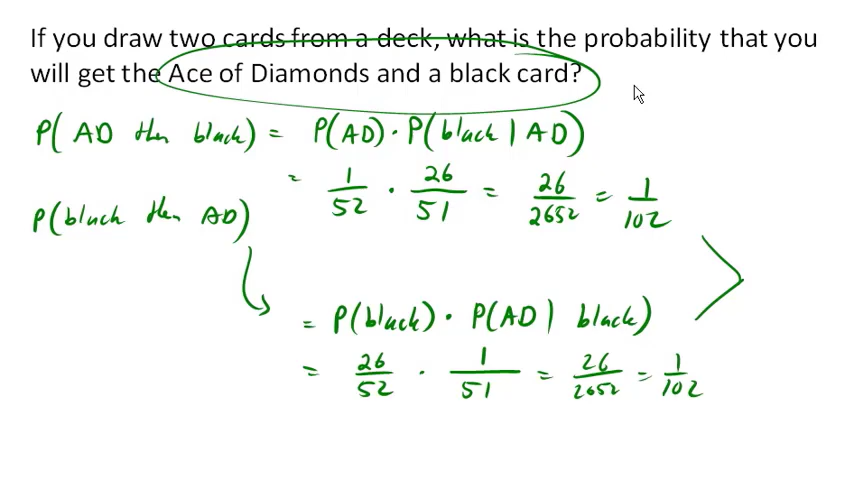 If you draw two cards from a deck, what is the probability that you
will get the Ace of Diamonds and a black card?
P( AD then black) = P(AD) · P(black | AD)
= 1/52 · 26/51 = 26/2652 = 1/102
P(black then AD)
= P(black) · P(AD | black)
= 26/52 · 1/51 = 26/2652 = 1/102